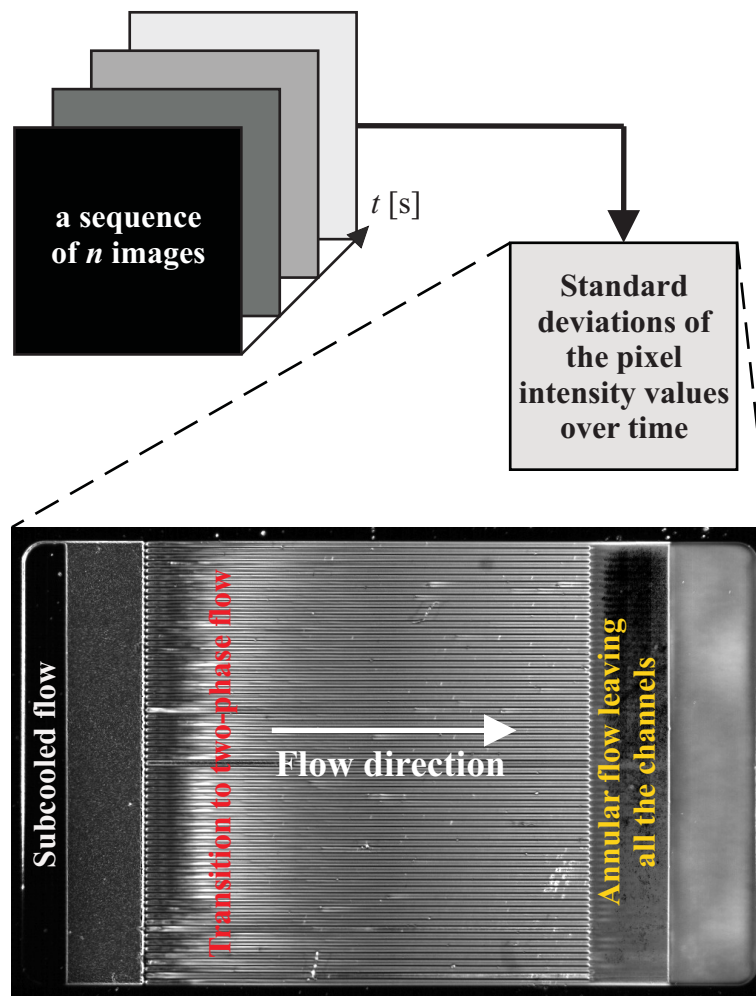 a sequence
of n images
t [s]
Standard
deviations of
the pixel
intensity values
over time
Subcooled flow
Transition to two-phase flow
Flow direction
Annular flow leaving
all the channels